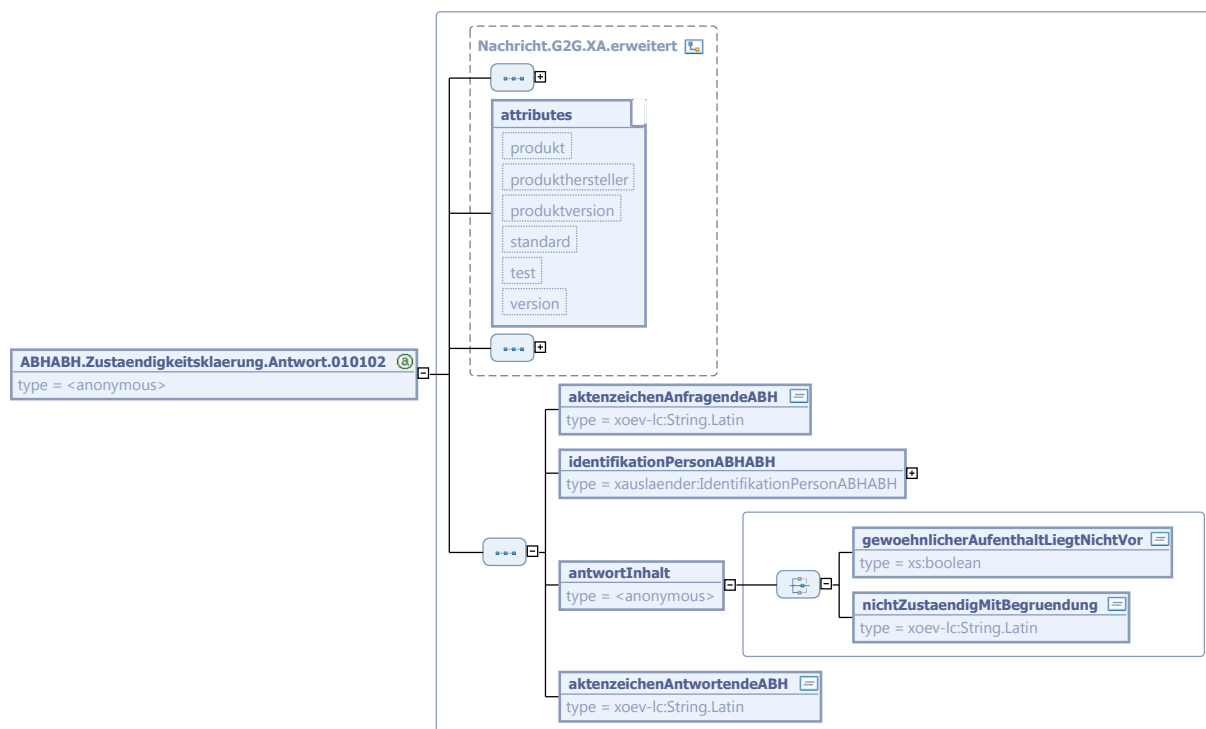 Nachricht.G2G.XA.erweitert
attributes
produkt
produkthersteller
produktversion
standard
test
version
ABHABH.Zustaendigkeitsklaerung.Antwort.010102
type = <anonymous>
aktenzeichenAnfragendeABH
type = xoev-lc:String.Latin
identifikationPersonABHABH
type = xauslaender:IdentifikationPersonABHABH
antwortInhalt
type = <anonymous>
gewoehnlicherAufenthaltLiegtNichtVor
type = xs:boolean
nichtZustaendigMitBegruendung
type = xoev-lc:String.Latin
aktenzeichenAntwortendeABH
type = xoev-lc:String.Latin